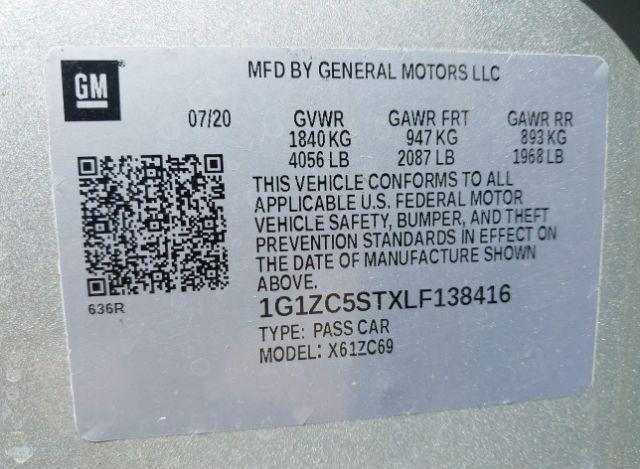 GM
MFD BY GENERAL MOTORS LLC
07/20 GVWR GAWR FRT GAWR RR
1840 KG 947 KG 893 KG
4056 LB 2087 LB 1968 LB
THIS VEHICLE CONFORMS TO ALL
APPLICABLE U.S. FEDERAL MOTOR
VEHICLE SAFETY, BUMPER, AND THEFT
PREVENTION STANDARDS IN EFFECT ON
THE DATE OF MANUFACTURE SHOWN
ABOVE.
636R
1G1ZC5STXLF138416
TYPE: PASS CAR
MODEL: X61ZC69